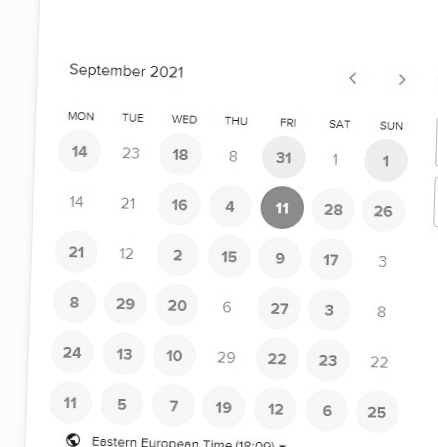 September 2021
MON TUE WED THU FRI SAT SUN
14 23 18 8 31 1 1
14 21 16 4 11 28 26
21 12 2 15 9 17 3
8 29 20 6 27 3 8
24 13 10 29 22 23 22
11 5 7 19 12 6 25
Eastern European Time (18:09)